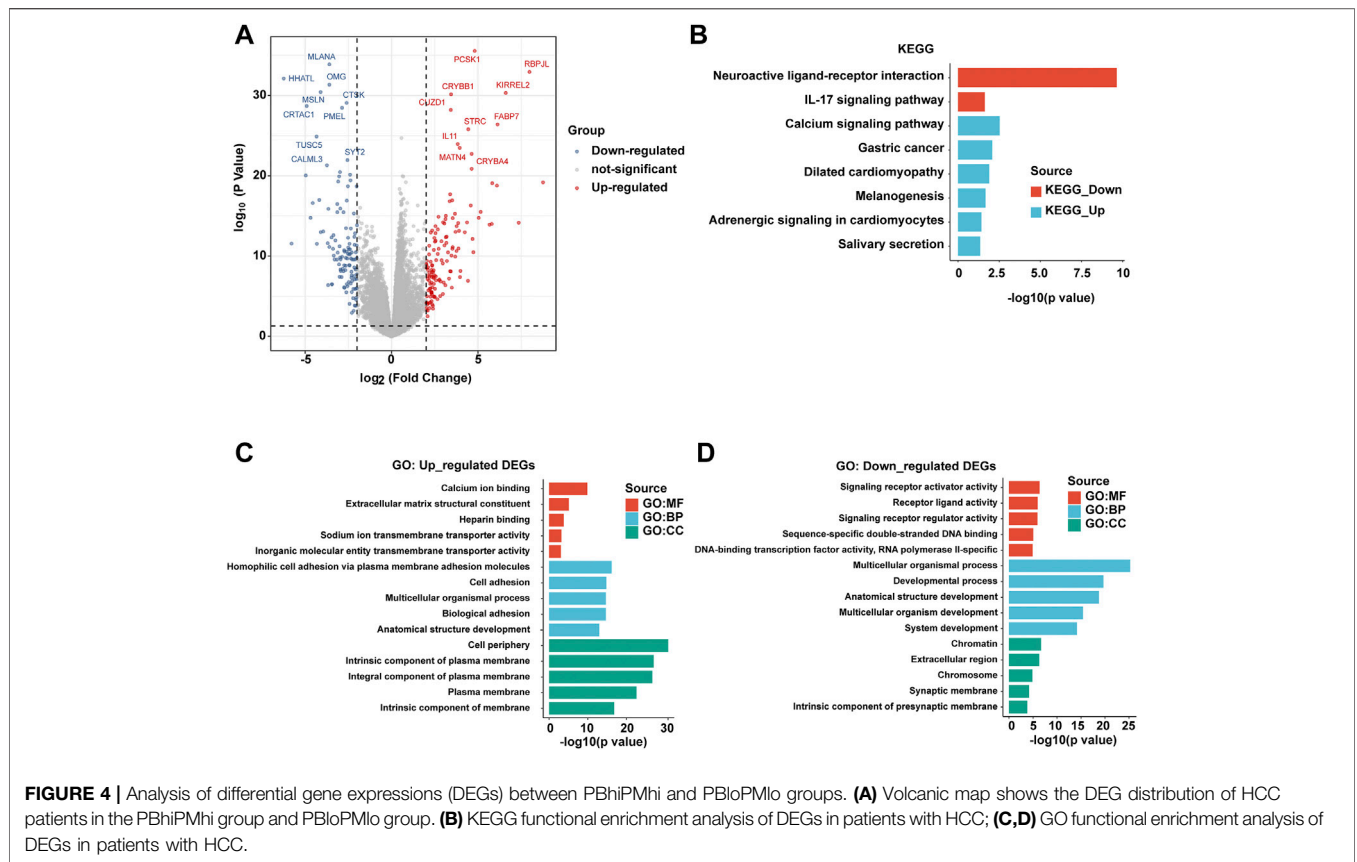 A
MLANA
HHATL
OMG
MSLN
CTSK
CRTAC1
PMEL
TUSC5
SYT2
CALML3
PCSK1
RBPJL
CRYBB1
KIRREL2
CUZD1
STRC
FABP7
IL11
MATN4
CRYBA4
30
20
10
0
log10 (P Value)
-5 0 5
log2 (Fold Change)
Group
Down-regulated
not-significant
Up-regulated
B
KEGG
Neuroactive ligand-receptor interaction
IL-17 signaling pathway
Calcium signaling pathway
Gastric cancer
Dilated cardiomyopathy
Melanogenesis
Adrenergic signaling in cardiomyocytes
Salivary secretion
0 2.5 5.0 7.5 10
-log10(p value)
Source
KEGG_Down
KEGG_Up
C
GO: Up_regulated DEGs
Calcium ion binding
Extracellular matrix structural constituent
Heparin binding
Sodium ion transmembrane transporter activity
Inorganic molecular entity transmembrane transporter activity
Homophilic cell adhesion via plasma membrane adhesion molecules
Cell adhesion
Multicellular organismal process
Biological adhesion
Anatomical structure development
Cell periphery
Intrinsic component of plasma membrane
Integral component of plasma membrane
Plasma membrane
Intrinsic component of membrane
0 10 20 30
-log10(p value)
Source
GO:MF
GO:BP
GO:CC
D
GO: Down_regulated DEGs
Signaling receptor activator activity
Receptor ligand activity
Signaling receptor regulator activity
Sequence-specific double-stranded DNA binding
DNA-binding transcription factor activity, RNA polymerase II-specific
Multicellular organismal process
Developmental process
Anatomical structure development
Multicellular organism development
System development
Chromatin
Extracellular region
Chromosome
Synaptic membrane
Intrinsic component of presynaptic membrane
0 5 10 15 20 25
-log10(p value)
Source
GO:MF
GO:BP
GO:CC
FIGURE 4 | Analysis of differential gene expressions (DEGs) between PBhiPMhi and PBloPMlo groups. (A) Volcanic map shows the DEG distribution of HCC
patients in the PBhiPMhi group and PBloPMlo group. (B) KEGG functional enrichment analysis of DEGs in patients with HCC; (C,D) GO functional enrichment analysis of
DEGs in patients with HCC.